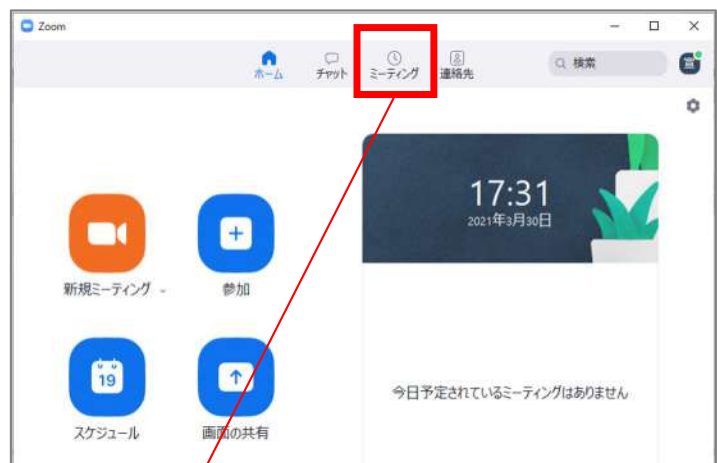 Zoom
ホーム チャット ミーティング 連絡先 検索
17:31
2021年3月30日
新規ミーティング 参加
19
今日予定されているミーティングはありません
スケジュール 画面の共有